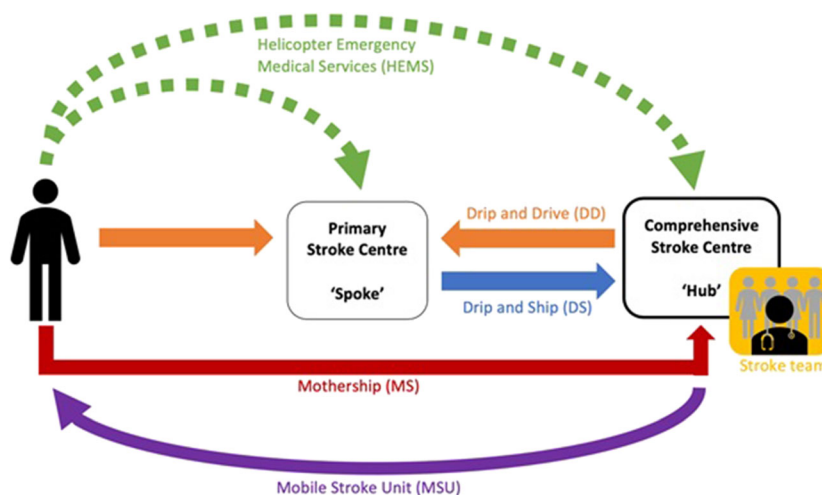 Helicopter Emergency
Medical Services (HEMS)
Primary
Stroke Centre
'Spoke'
Drip and Drive (DD)
Drip and Ship (DS)
Comprehensive
Stroke Centre
'Hub'
Stroke team
Mothership (MS)
Mobile Stroke Unit (MSU)